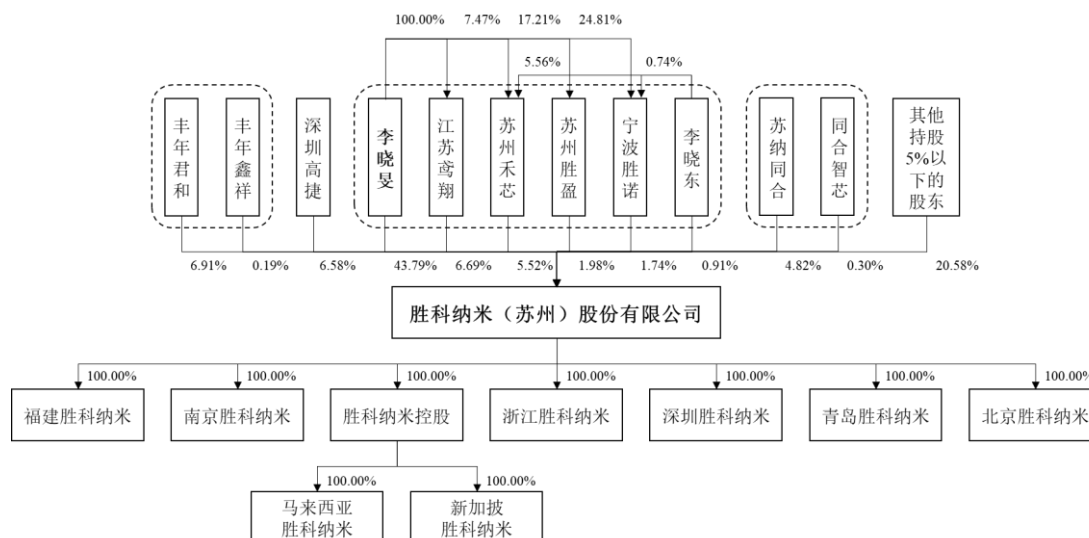 100.00% 7.47% 17.21% 24.81%
5.56% 0.74%
丰年君和
丰年鑫祥
深圳高捷
李晓旻
江苏鸢翔
苏州禾芯
苏州胜盈
宁波胜诺
李晓东
苏纳同合
同合智芯
其他
持股
5%以
下的
股东
6.91% 0.19% 6.58% 43.79% 6.69% 5.52% 1.98% 1.74% 0.91% 4.82% 0.30% 20.58%
胜科纳米（苏州）股份有限公司
100.00% 100.00% 100.00% 100.00% 100.00% 100.00% 100.00%
福建胜科纳米 南京胜科纳米 胜科纳米控股 浙江胜科纳米 深圳胜科纳米 青岛胜科纳米 北京胜科纳米
100.00% 100.00%
马来西亚
胜科纳米
新加披
胜科纳米